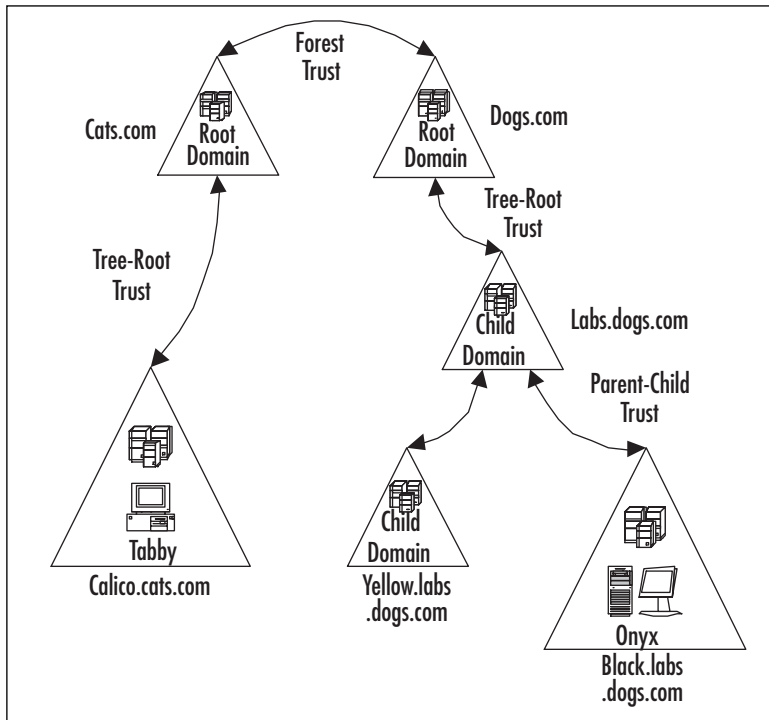 Forest
Trust
Cats.com
Root
Domain
Root
Domain
Dogs.com
Tree-Root
Trust
Tree-Root
Trust
Child
Domain
Labs.dogs.com
Parent-Child
Trust
Tabby
Calico.cats.com
Child
Domain
Yellow.labs
.dogs.com
Onyx
Black.labs
.dogs.com